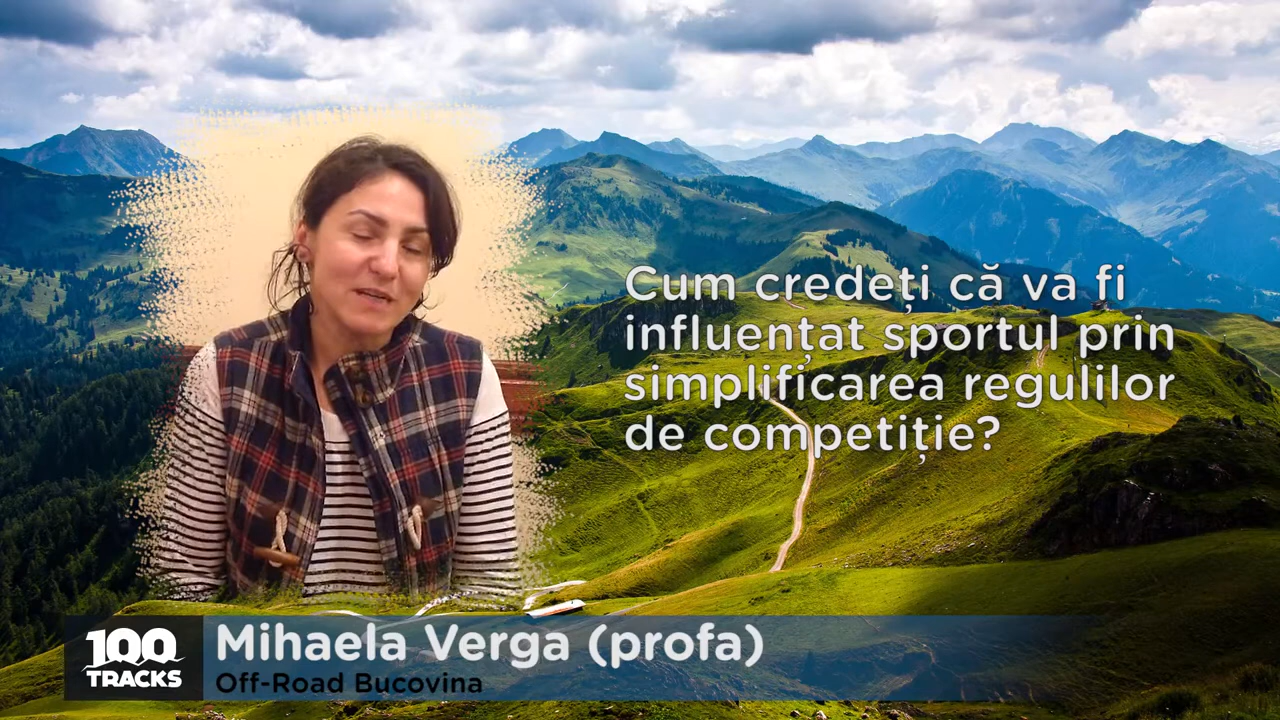 Cum credeți că va fi
influențat sportul prin
simplificarea regulilor
de competiție?
100
TRACKS
Mihaela Verga (profa)
Off-Road Bucovina